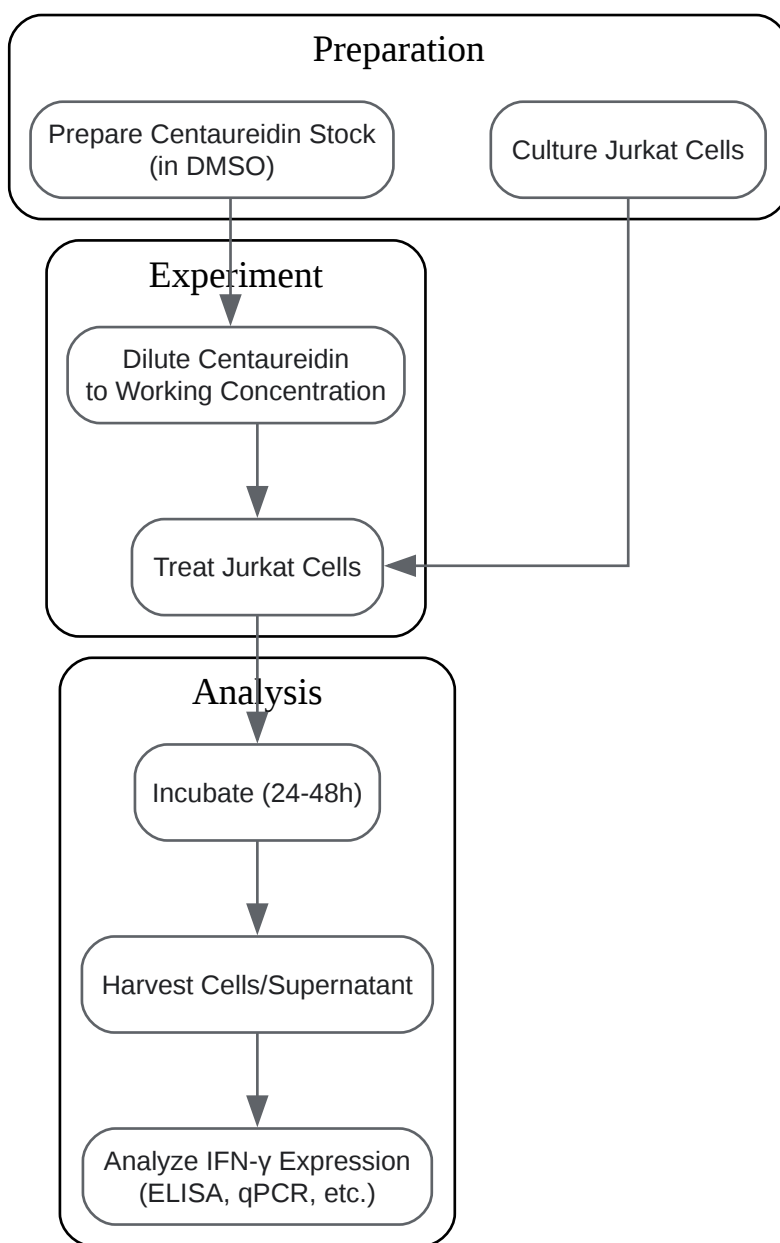 Preparation
Prepare Centaureidin Stock
(in DMSO)
Culture Jurkat Cells
Experiment
Dilute Centaureidin
to Working Concentration
Treat Jurkat Cells
Analysis
Incubate (24-48h)
Harvest Cells/Supernatant
Analyze IFN-γ Expression
(ELISA, qPCR, etc.)